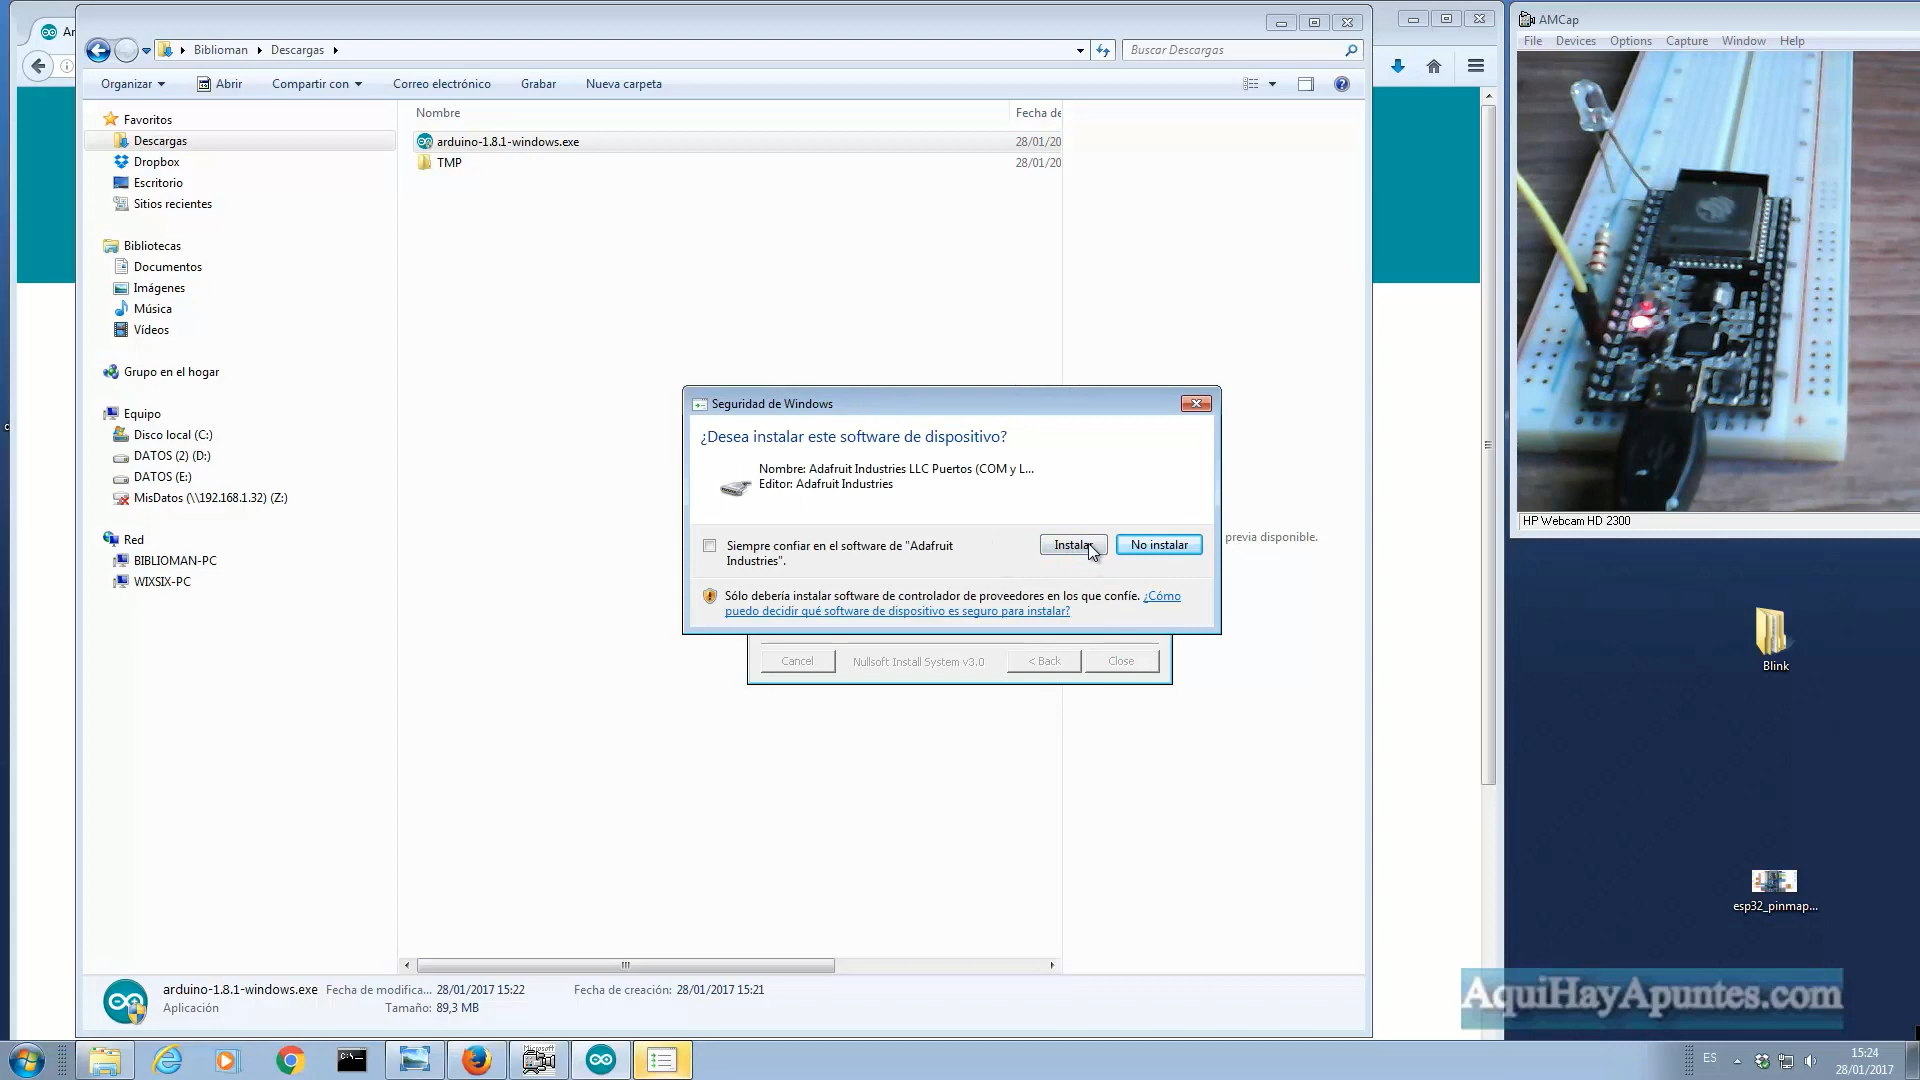 Ar
Biblioman
Descargas
Buscar Descargas
Organizar
Abrir
Compartir con
Correo electrónico
Grabar
Nueva carpeta
Favoritos
Descargas
Dropbox
Escritorio
Sitios recientes
Bibliotecas
Documentos
Imágenes
Música
Vídeos
Grupo en el hogar
Equipo
Disco local (C:)
DATOS (2) (D:)
DATOS (E:)
MisDatos (\\192.168.1.32) (Z:)
Red
BIBLIOMAN-PC
WIXSIX-PC
Nombre
Fecha de
arduino-1.8.1-windows.exe
28/01/20
TMP
28/01/20
Seguridad de Windows
¿Desea instalar este software de dispositivo?
Nombre: Adafruit Industries LLC Puertos (COM y L...
Editor: Adafruit Industries
Siempre confiar en el software de "Adafruit
Industries".
Instalar
No instalar
Sólo debería instalar software de controlador de proveedores en los que confíe. ¿Cómo
puedo decidir qué software de dispositivo es seguro para instalar?
Cancel
Nullsoft Install System v3.0
< Back
Close
previa disponible.
arduino-1.8.1-windows.exe
Fecha de modifica... 28/01/2017 15:22
Fecha de creación: 28/01/2017 15:21
Aplicación
Tamaño: 89,3 MB
AMCap
File
Devices
Options
Capture
Window
Help
HP Webcam HD 2300
Blink
esp32_pinmap...
AquiHayApuntes.com
Microsoft
ES
15:24
28/01/2017